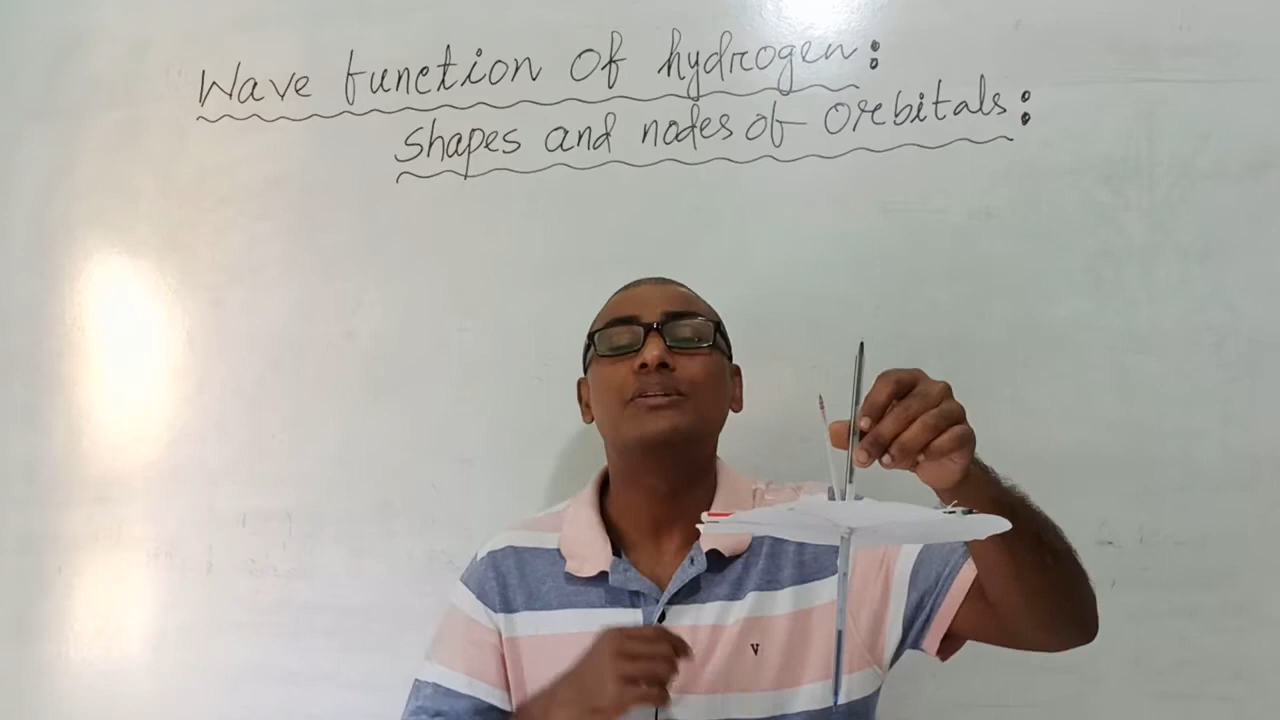 Wave function of hydrogen:
shapes and nodes of orbitals:
V